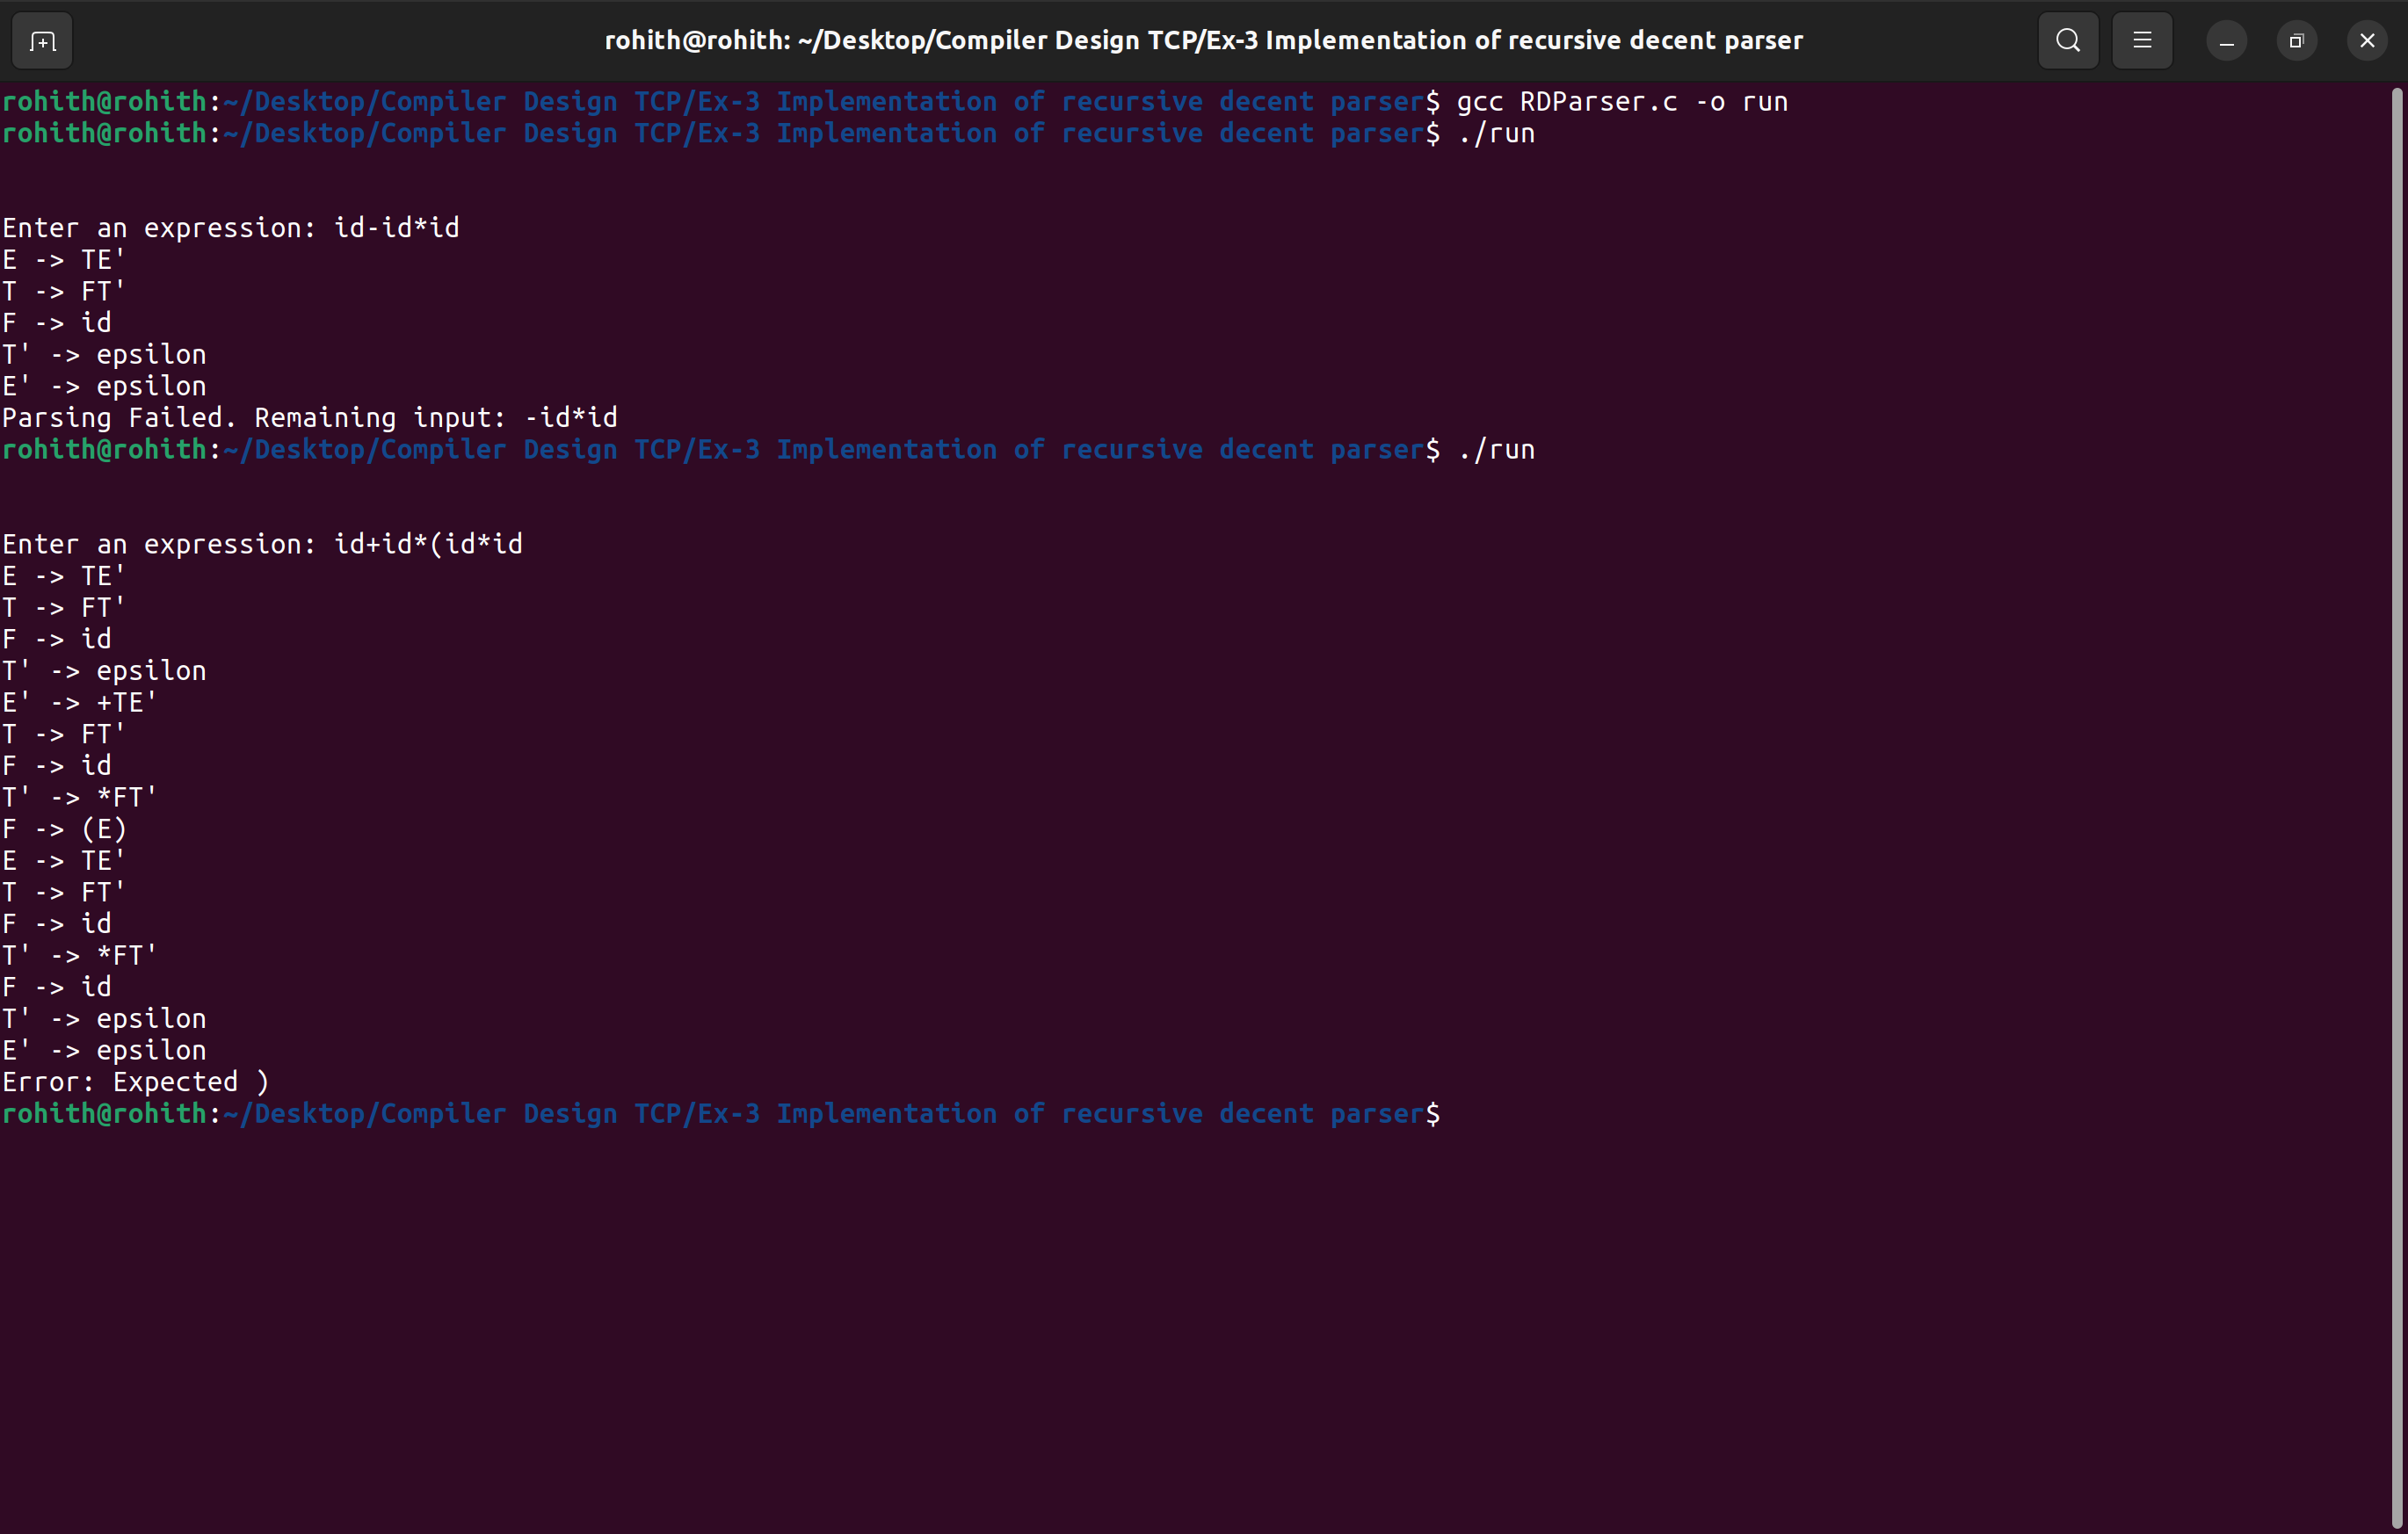 rohith@rohith: ~/Desktop/Compiler Design TCP/Ex-3 Implementation of recursive decent parser
rohith@rohith:~/Desktop/Compiler Design TCP/Ex-3 Implementation of recursive decent parser$ gcc RDParser.c -o run
rohith@rohith:~/Desktop/Compiler Design TCP/Ex-3 Implementation of recursive decent parser$ ./run
Enter an expression: id-id*id
E -> TE'
T -> FT'
F -> id
T' -> epsilon
E' -> epsilon
Parsing Failed. Remaining input: -id*id
rohith@rohith:~/Desktop/Compiler Design TCP/Ex-3 Implementation of recursive decent parser$ ./run
Enter an expression: id+id*(id*id
E -> TE'
T -> FT'
F -> id
T' -> epsilon
E' -> +TE'
T -> FT'
F -> id
T' -> *FT'
F -> (E)
E -> TE'
T -> FT'
F -> id
T' -> *FT'
F -> id
T' -> epsilon
E' -> epsilon
Error: Expected )
rohith@rohith:~/Desktop/Compiler Design TCP/Ex-3 Implementation of recursive decent parser$